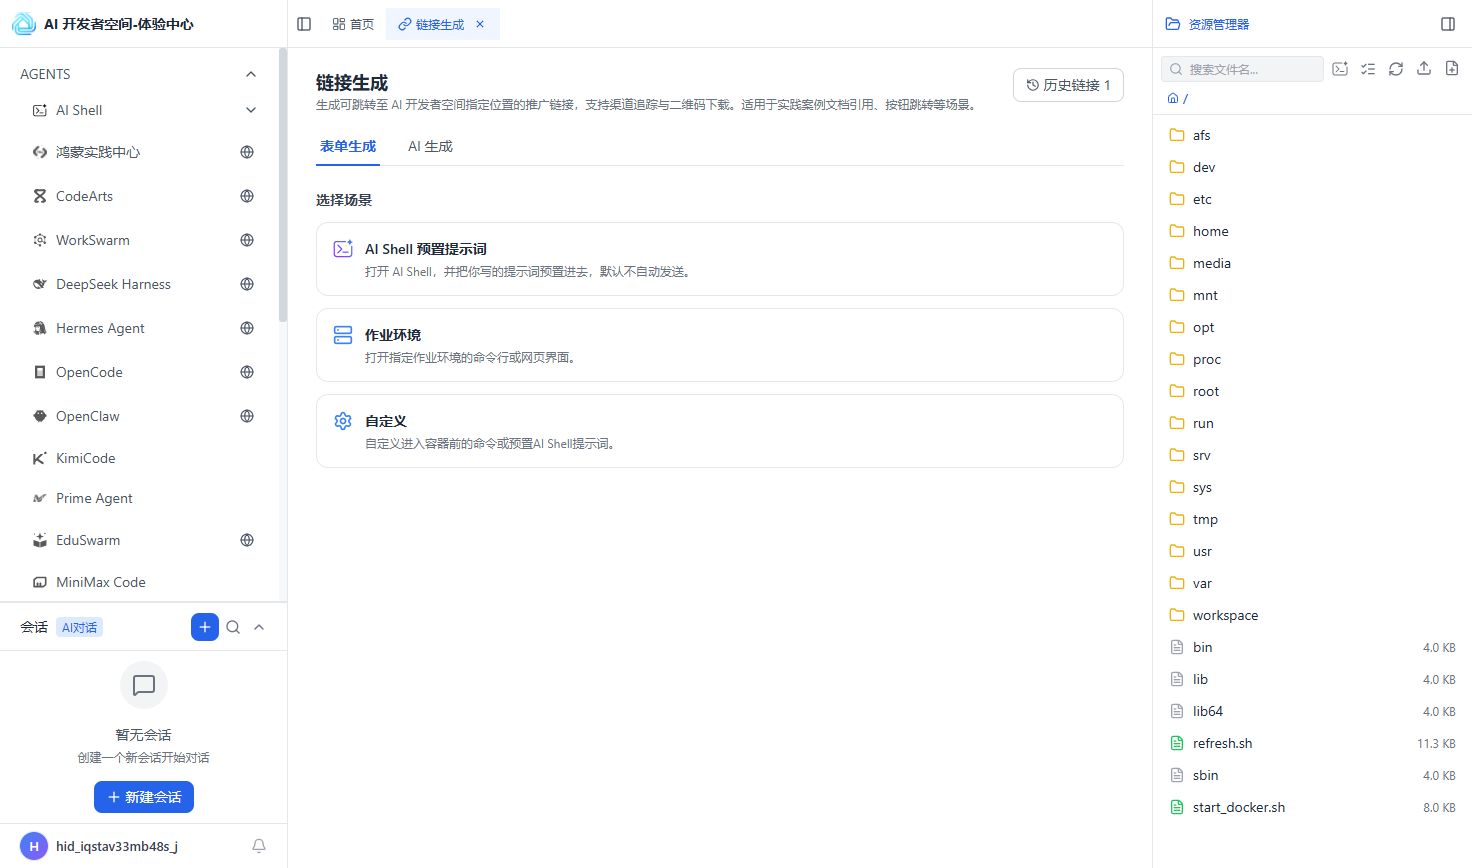 AI 开发者空间-体验中心
AGENTS
AI Shell
鸿蒙实践中心
CodeArts
WorkSwarm
DeepSeek Harness
Hermes Agent
OpenCode
OpenClaw
KimiCode
Prime Agent
EduSwarm
MiniMax Code
会话 AI对话
暂无会话
创建一个新会话开始对话
新建会话
H hid_iqstav33mb48s_j
首页 链接生成
链接生成
生成可跳转至 AI 开发者空间指定位置的推广链接，支持渠道追踪与二维码下载。适用于实践案例文档引用、按钮跳转等场景。
历史链接 1
表单生成 AI 生成
选择场景
AI Shell 预置提示词
打开 AI Shell，并把你写的提示词预置进去，默认不自动发送。
作业环境
打开指定作业环境的命令行或网页界面。
自定义
自定义进入容器前的命令或预置AI Shell提示词。
资源管理器
搜索文件名...
/
afs
dev
etc
home
media
mnt
opt
proc
root
run
srv
sys
tmp
usr
var
workspace
bin 4.0 KB
lib 4.0 KB
lib64 4.0 KB
refresh.sh 11.3 KB
sbin 4.0 KB
start_docker.sh 8.0 KB